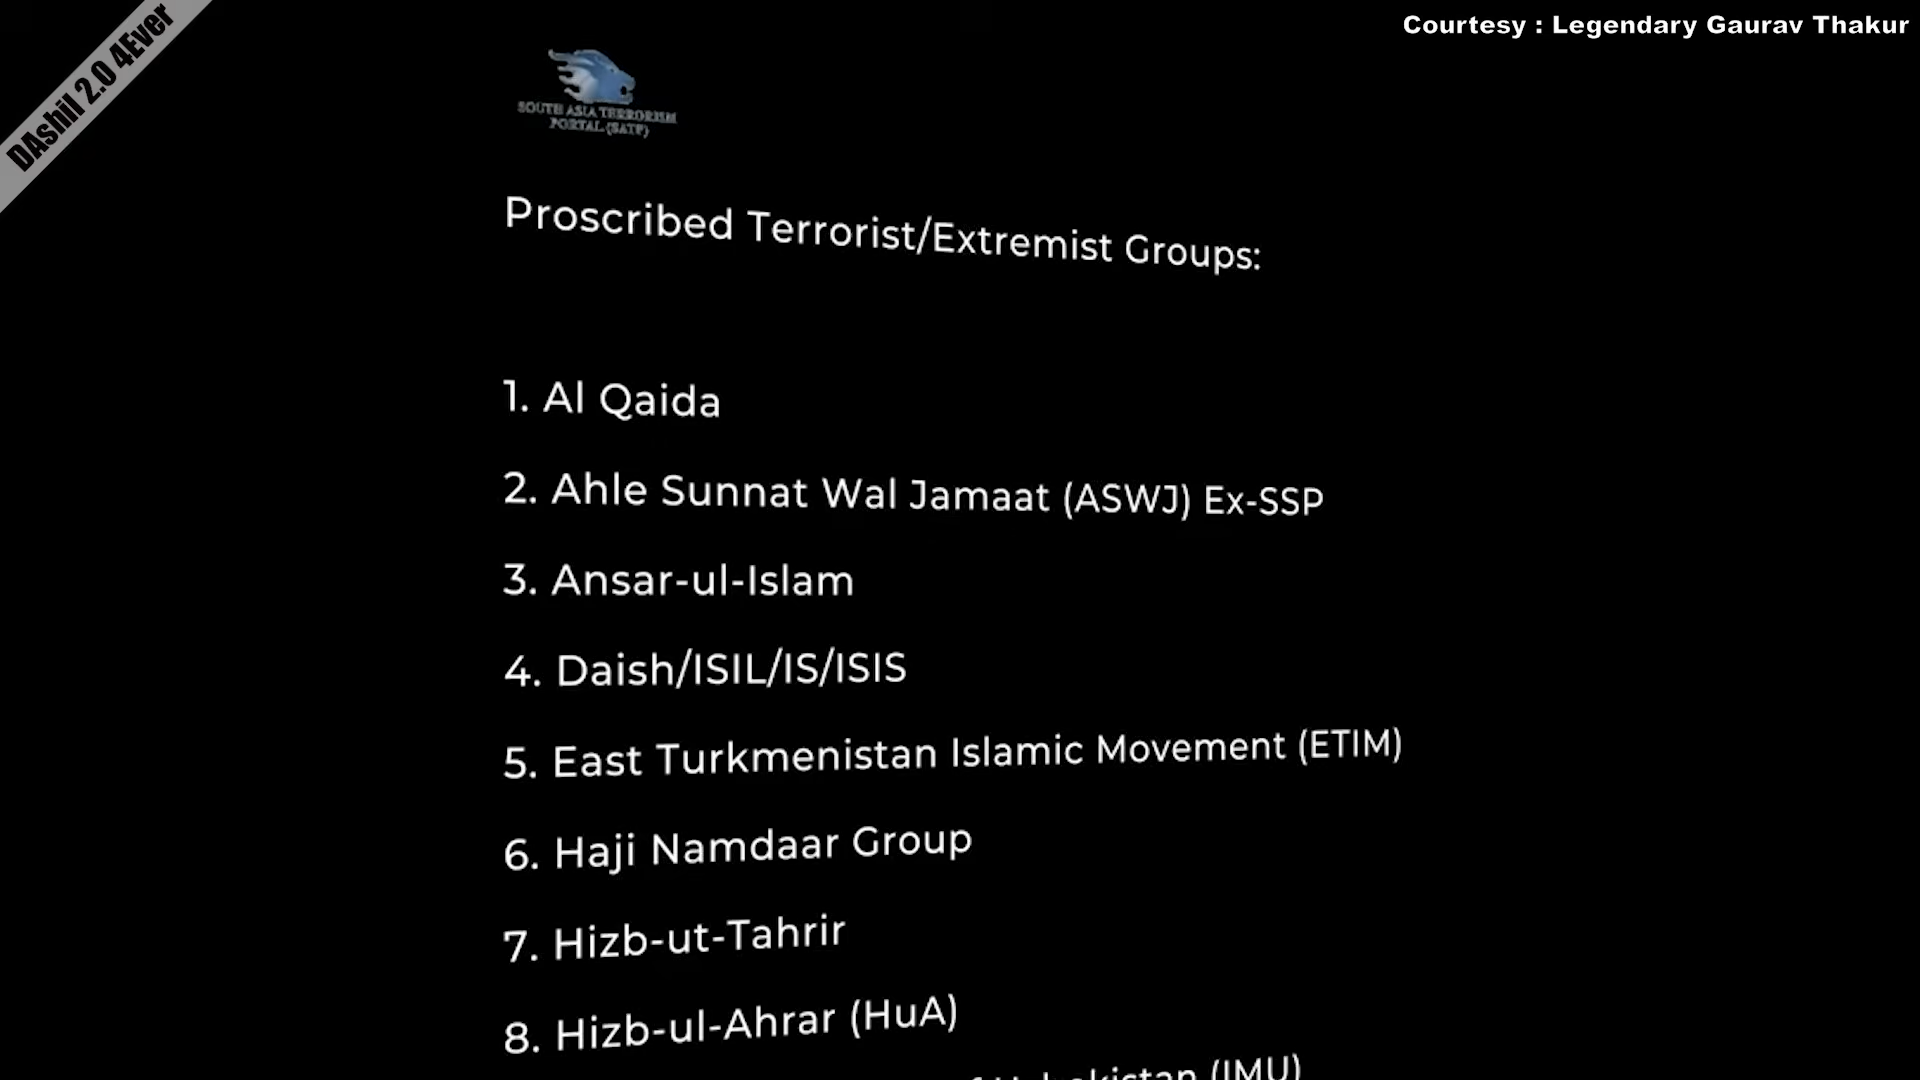 DAshil 2.0 4Ever
Courtesy : Legendary Gaurav Thakur
SOUTH ASIA TERRORISM
PORTAL (SATP)
Proscribed Terrorist/Extremist Groups:
1. Al Qaida
2. Ahle Sunnat Wal Jamaat (ASWJ) Ex-SSP
3. Ansar-ul-Islam
4. Daish/ISIL/IS/ISIS
5. East Turkmenistan Islamic Movement (ETIM)
6. Haji Namdaar Group
7. Hizb-ut-Tahrir
8. Hizb-ul-Ahrar (HuA)
(IMU)